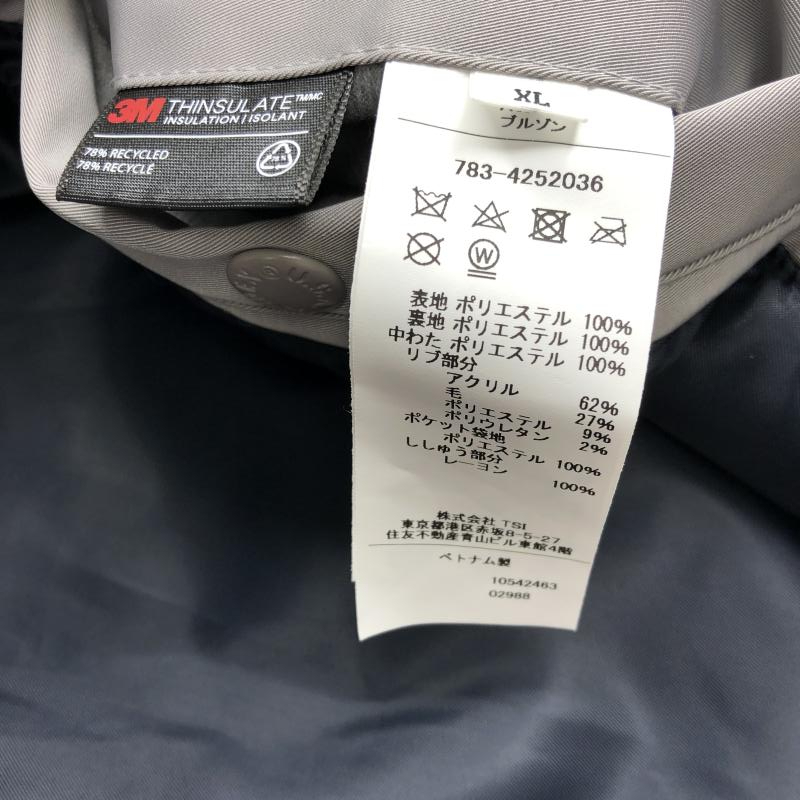 3M THINSULATE TM/MC
INSULATION | ISOLANT
78% RECYCLED
78% RECYCLÉ
XL
ブルゾン
783-4252036
W
表地 ポリエステル 100%
裏地 ポリエステル 100%
中わた ポリエステル 100%
リブ部分
アクリル 62%
毛 27%
ポリエステル 9%
ポリウレタン 2%
ポケット袋地
ポリエステル 100%
ししゅう部分
レーヨン 100%
株式会社 TSI
東京都港区赤坂8-5-27
住友不動産青山ビル東館4階
ベトナム製
10542463
02988